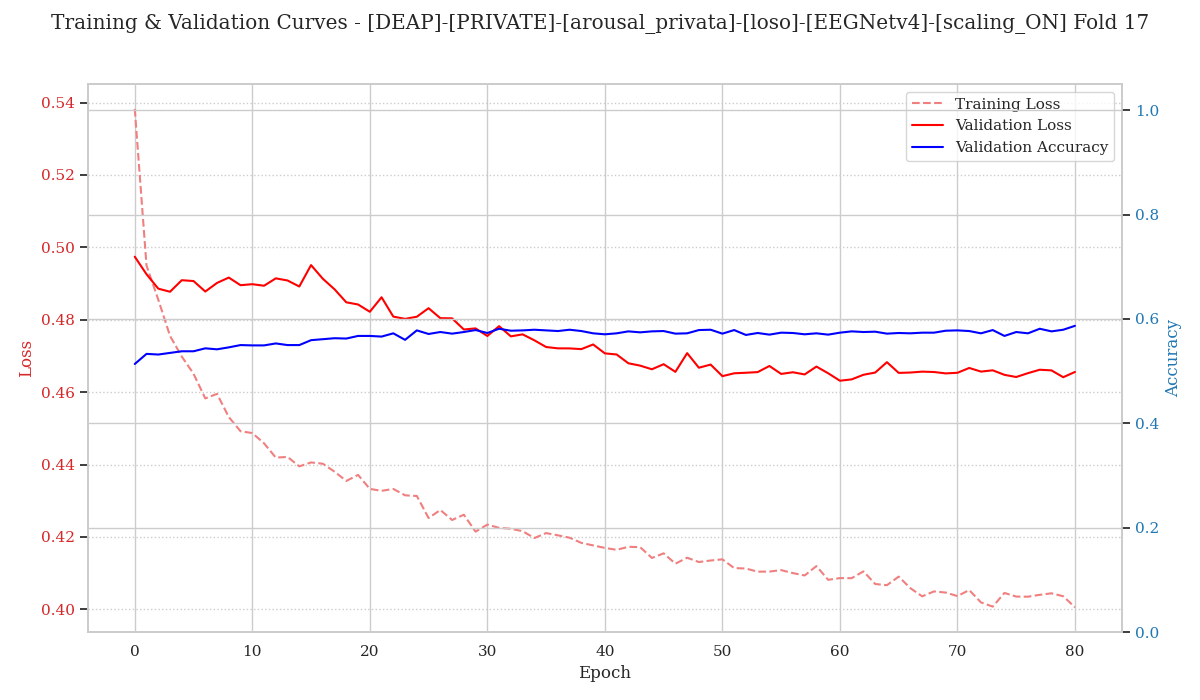 Training & Validation Curves - [DEAP]-[PRIVATE]-[arousal_privata]-[loso]-[EEGNetv4]-[scaling_ON] Fold 17
Training Loss
Validation Loss
Validation Accuracy
Loss
0.54
0.52
0.50
0.48
0.46
0.44
0.42
0.40
1.0
0.8
0.6
0.4
0.2
0.0
Accuracy
0 10 20 30 40 50 60 70 80
Epoch